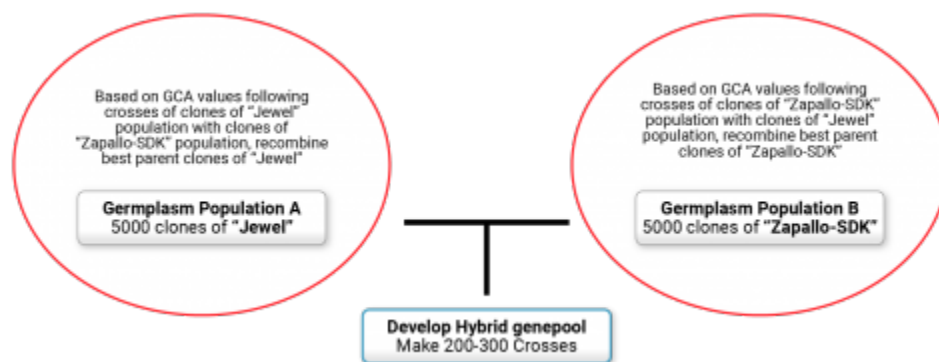 Based on GCA values following
crosses of clones of "Jewel"
population with clones of
"Zapallo-SDK" population, recombine
best parent clones of "Jewel"
Germplasm Population A
5000 clones of "Jewel"
Based on GCA values following
crosses of clones of "Zapallo-SDK"
population with clones of "Jewel"
population, recombine best parent
clones of "Zapallo-SDK"
Germplasm Population B
5000 clones of "Zapallo-SDK"
Develop Hybrid genepool
Make 200-300 Crosses